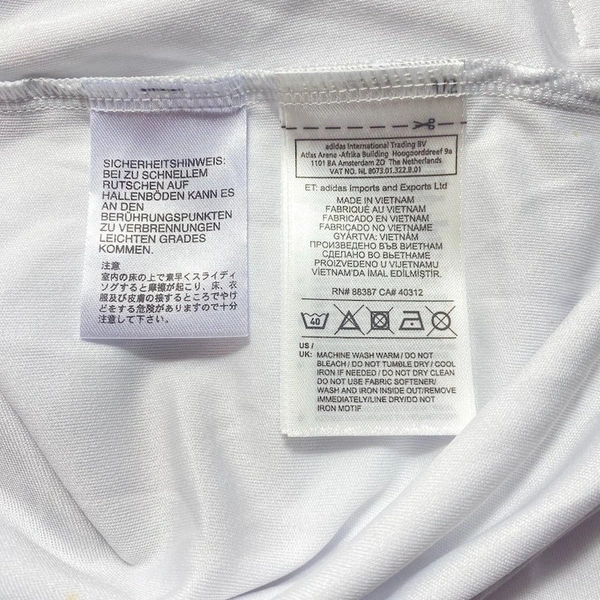 SICHERHEITSHINWEIS:
BEI ZU SCHNELLEM
RUTSCHEN AUF
HALLENBÖDEN KANN ES
AN DEN
BERÜHRUNGSPUNKTEN
ZU VERBRENNUNGEN
LEICHTEN GRADES
KOMMEN.
注意
室内の床の上で素早くスライディ
ングすると摩擦が起こり、床、衣
服及び皮膚の接するところでやけ
どをする危険がありますので十分
注意して下さい。
adidas International Trading BV
Atlas Arena -Afrika Building Hoogoorddreef 9a
1101 BA Amsterdam ZO The Netherlands
VAT NO. NL 8073.01.322.B.01
ET: adidas Imports and Exports Ltd
MADE IN VIETNAM
FABRIQUÉ AU VIETNAM
FABRICADO EN VIETNAM
FABRICADO NO VIETNAME
GYÁRTVA: VIETNÁM
ПРОИЗВЕДЕНО ВЪВ ВИЕТНАМ
СДЕЛАНО ВО ВЬЕТНАМЕ
PROIZVEDENO U VIJETNAMU
VİETNAM'DA İMAL EDİLMİŞTİR.
RN# 88387 CA# 40312
40
US /
UK: MACHINE WASH WARM / DO NOT
BLEACH / DO NOT TUMBLE DRY / COOL
IRON IF NEEDED / DO NOT DRY CLEAN
DO NOT USE FABRIC SOFTENER/
WASH AND IRON INSIDE OUT/REMOVE
IMMEDIATELY/LINE DRY/DO NOT
IRON MOTIF